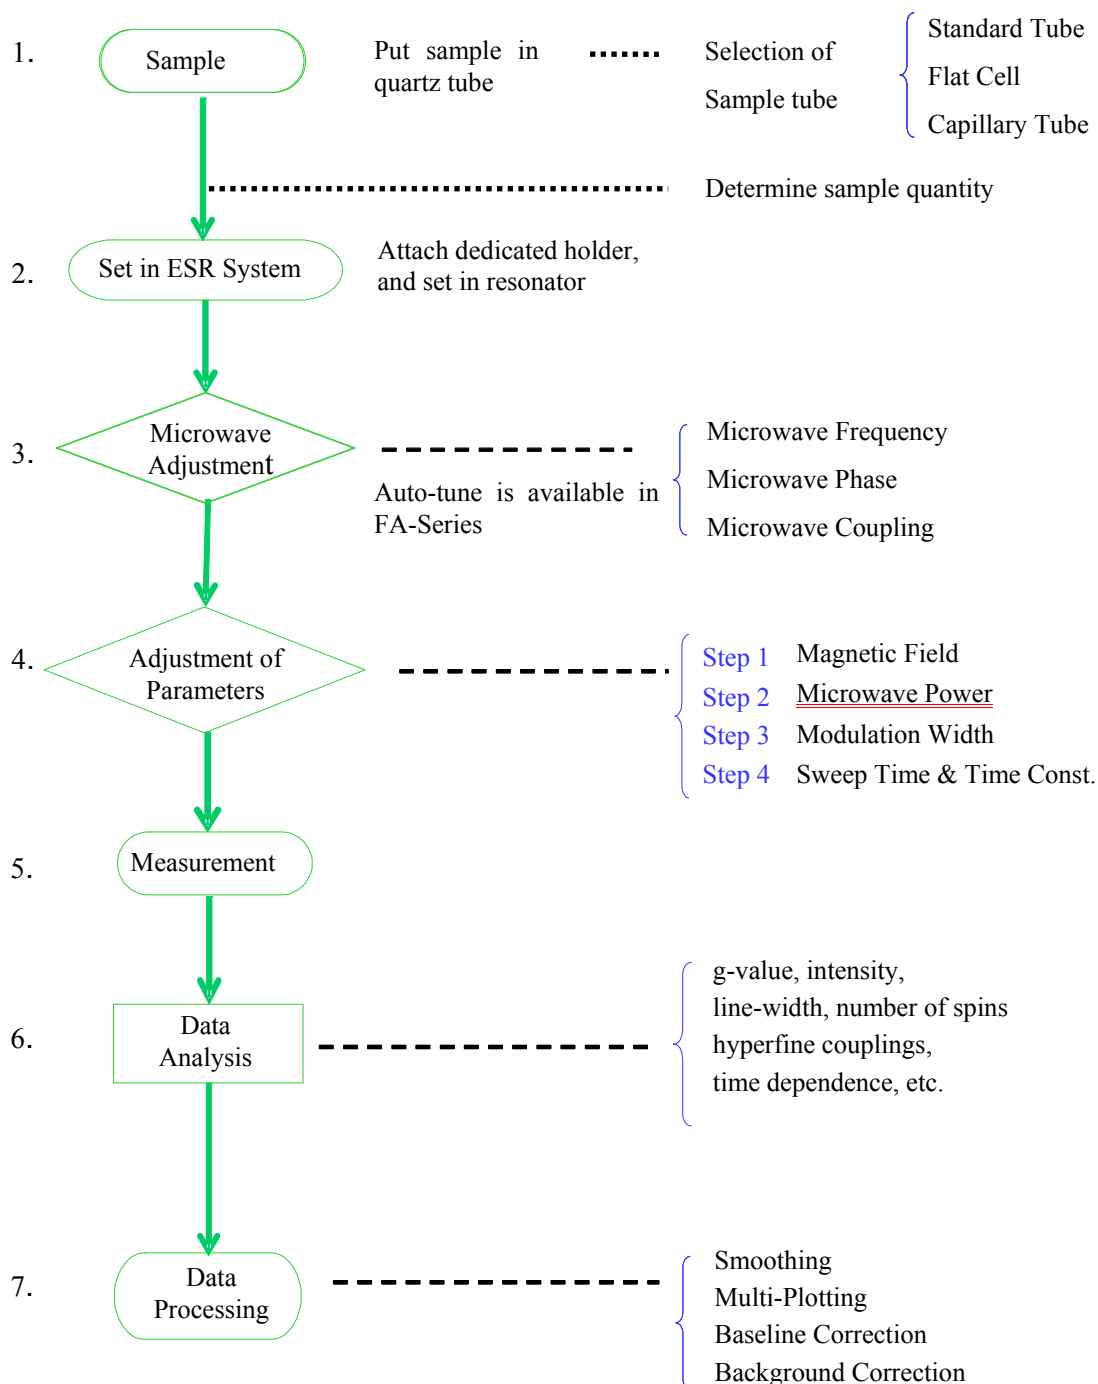 1.
Sample
Put sample in
quartz tube
Selection of
Sample tube
Standard Tube
Flat Cell
Capillary Tube
Determine sample quantity
2.
Set in ESR System
Attach dedicated holder,
and set in resonator
3.
Microwave
Adjustment
Auto-tune is available in
FA-Series
Microwave Frequency
Microwave Phase
Microwave Coupling
4.
Adjustment of
Parameters
Step 1 Magnetic Field
Step 2 Microwave Power
Step 3 Modulation Width
Step 4 Sweep Time & Time Const.
5.
Measurement
6.
Data
Analysis
g-value, intensity,
line-width, number of spins
hyperfine couplings,
time dependence, etc.
7.
Data
Processing
Smoothing
Multi-Plotting
Baseline Correction
Background Correction